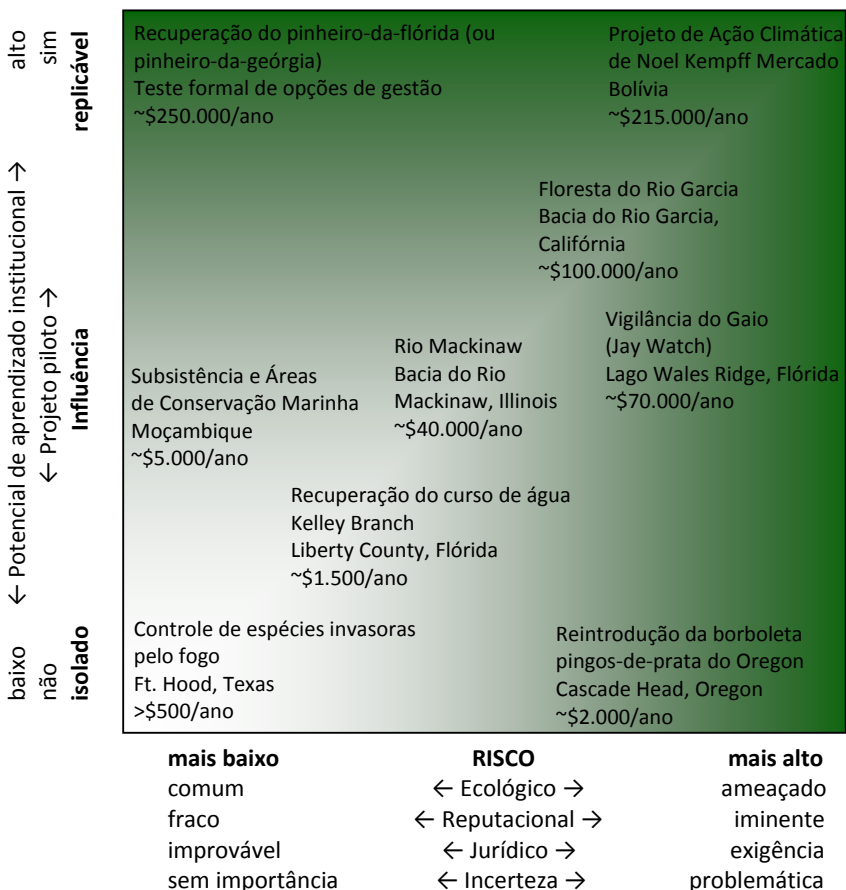 alto
sim
replicável
← Potencial de aprendizado institucional →
← Projeto piloto →
Influência
baixo
não
isolado
Recuperação do pinheiro-da-flórida (ou
pinheiro-da-geórgia)
Teste formal de opções de gestão
~$250.000/ano
Projeto de Ação Climática
de Noel Kempff Mercado
Bolívia
~$215.000/ano
Floresta do Rio Garcia
Bacia do Rio Garcia,
Califórnia
~$100.000/ano
Vigilância do Gaio
(Jay Watch)
Lago Wales Ridge, Flórida
~$70.000/ano
Rio Mackinaw
Bacia do Rio
Mackinaw, Illinois
~$40.000/ano
Subsistência e Áreas
de Conservação Marinha
Moçambique
~$5.000/ano
Recuperação do curso de água
Kelley Branch
Liberty County, Flórida
~$1.500/ano
Controle de espécies invasoras
pelo fogo
Ft. Hood, Texas
>$500/ano
Reintrodução da borboleta
pingos-de-prata do Oregon
Cascade Head, Oregon
~$2.000/ano
mais baixo RISCO mais alto
comum ← Ecológico → ameaçado
fraco ← Reputacional → iminente
improvável ← Jurídico → exigência
sem importância ← Incerteza → problemática